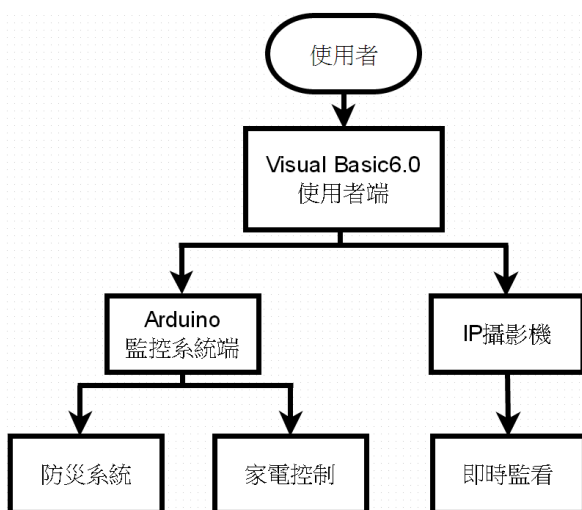 使用者
Visual Basic6.0
使用者端
Arduino
監控系統端
IP攝影機
防災系統
家電控制
即時監看